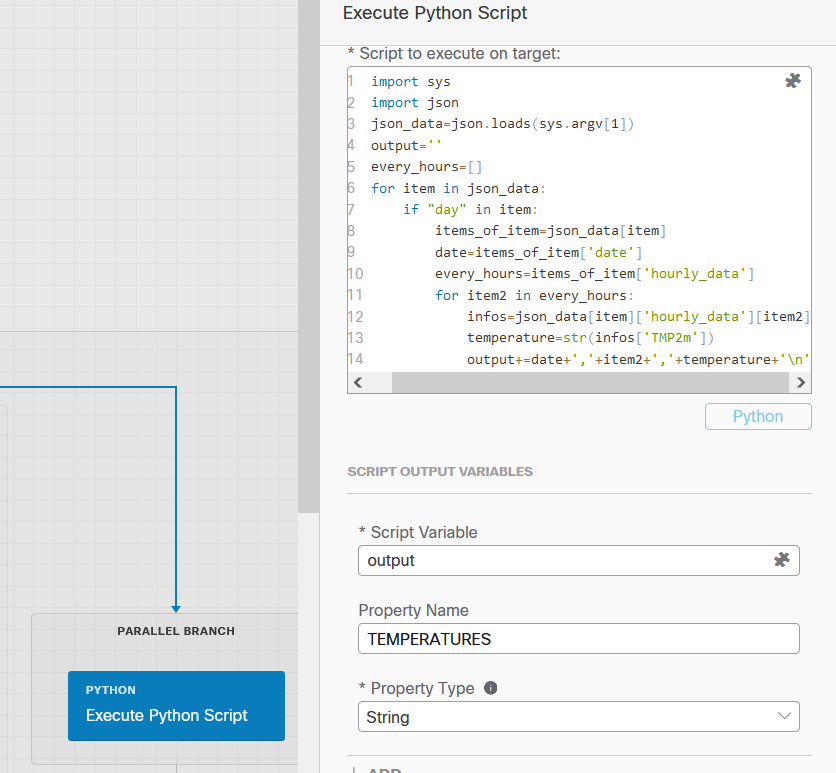 Execute Python Script
* Script to execute on target:
1 import sys
2 import json
3 json_data=json.loads(sys.argv[1])
4 output=''
5 every_hours=[]
6 for item in json_data:
7     if "day" in item:
8         items_of_item=json_data[item]
9         date=items_of_item['date']
10         every_hours=items_of_item['hourly_data']
11         for item2 in every_hours:
12             infos=json_data[item]['hourly_data'][item2]
13             temperature=str(infos['TMP2m'])
14             output+=date+','+item2+','+temperature+'\n'
Python
SCRIPT OUTPUT VARIABLES
* Script Variable
output
Property Name
TEMPERATURES
* Property Type
String
ADD
PARALLEL BRANCH
PYTHON
Execute Python Script